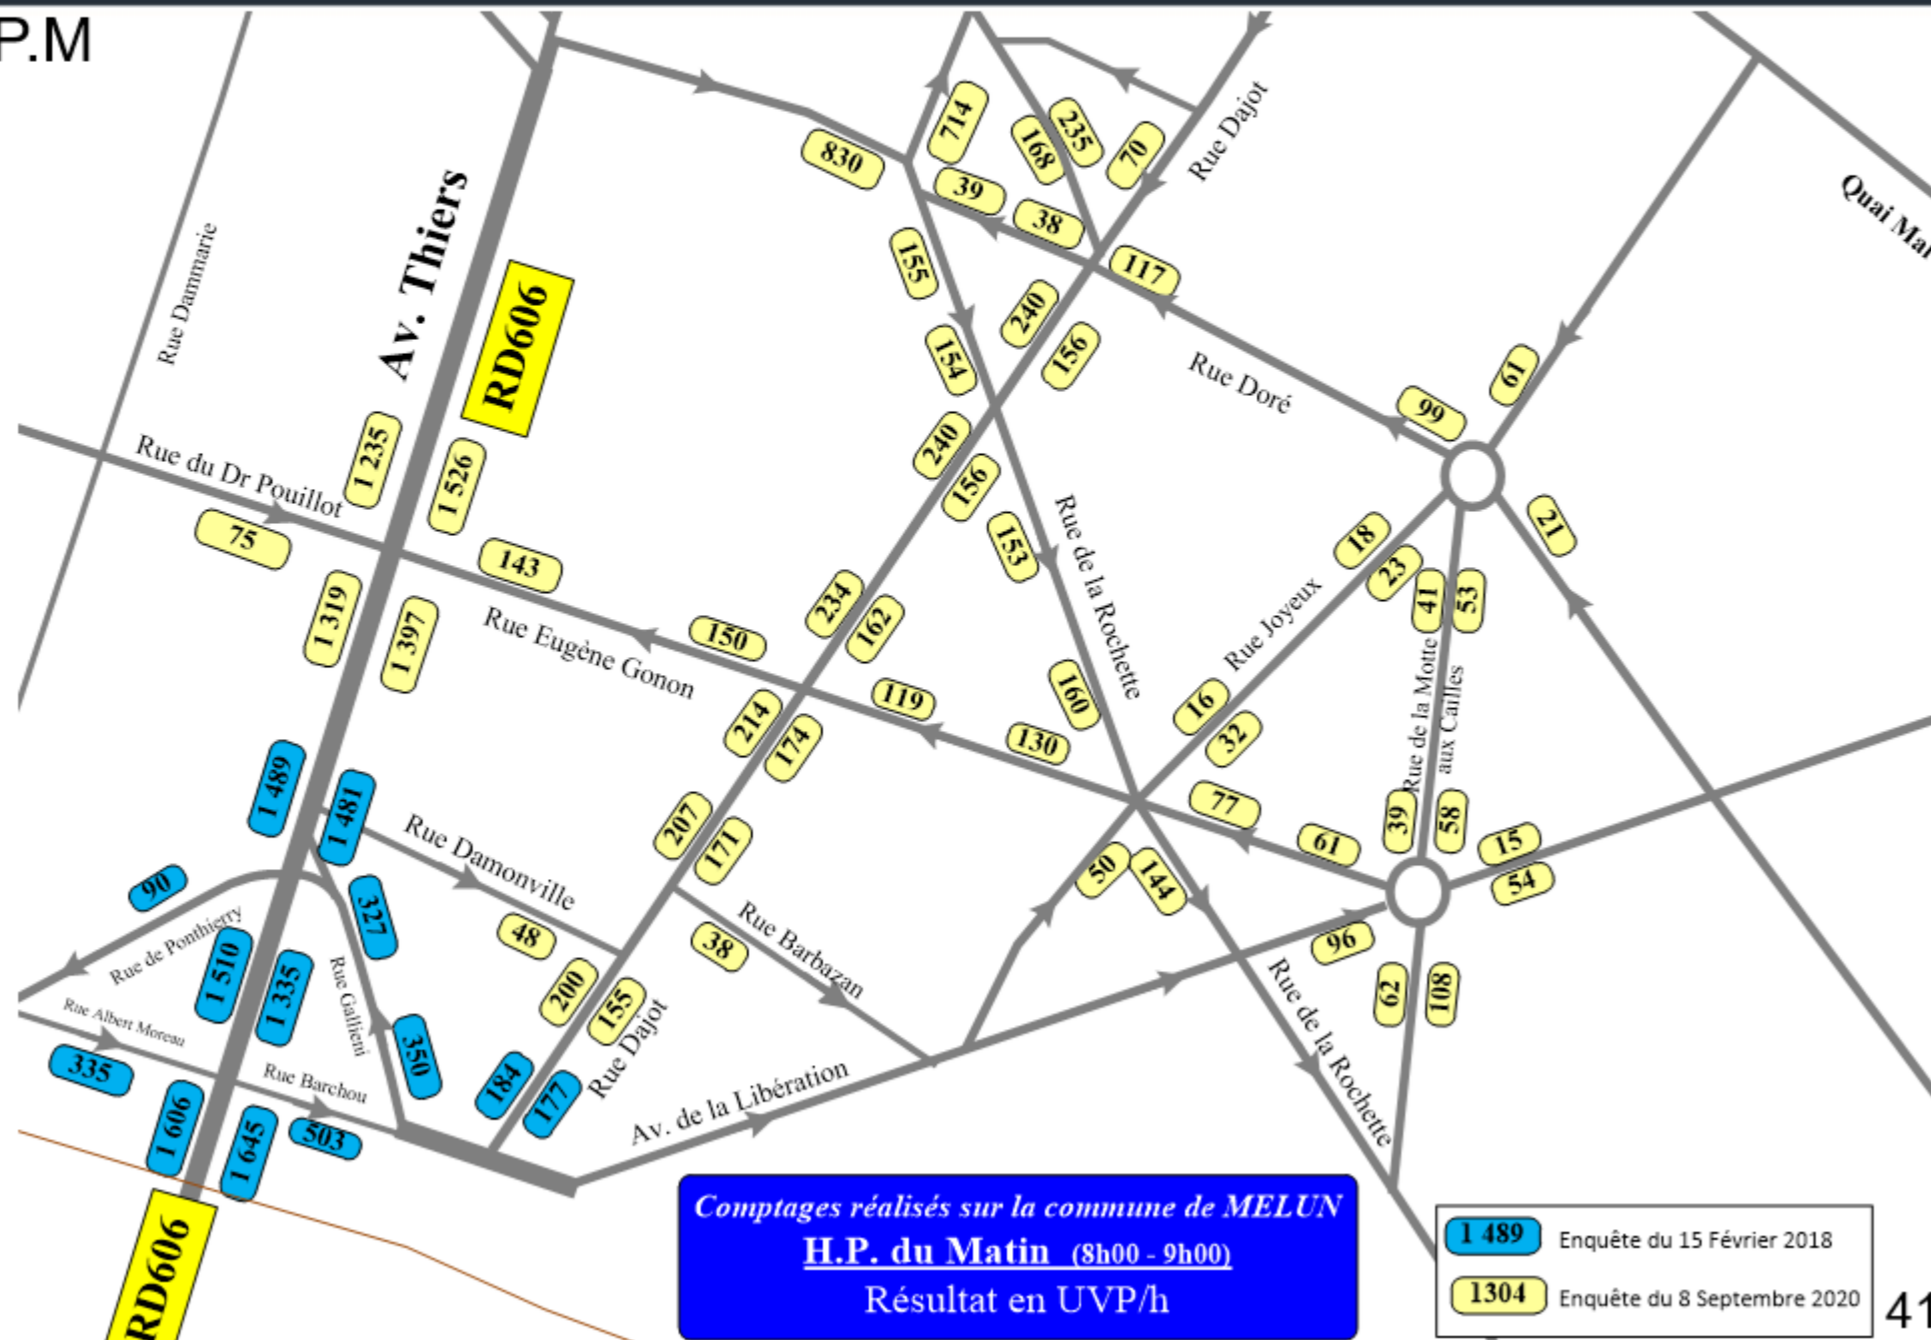 P.M
714
235
168
70
Rue Dajot
830
39
38
117
Av. Thiers
Rue Dammarie
155
RD606
240
156
154
Rue Doré
61
99
Quai Mai
1 235
Rue du Dr Pouillot
1 526
240
156
75
143
153
Rue de la Rochette
18
23
41
53
21
1 319
1 397
Rue Eugène Gonon
234
162
150
Rue Joyeux
160
119
130
214
174
16
32
Rue de la Motte
aux Cailles
1 489
1 481
Rue Damonville
207
171
77
61
39
58
15
54
90
Rue de Ponthierry
327
48
38
Rue Barbazan
50
144
96
1 510
1 335
Rue Gallieni
200
155
Rue Dajot
62
108
Rue Albert Moreau
335
350
Rue Barchou
184
177
Av. de la Libération
Rue de la Rochette
1 606
1 645
503
RD606
Comptages réalisés sur la commune de MELUN
H.P. du Matin (8h00 - 9h00)
Résultat en UVP/h
1 489 Enquête du 15 Février 2018
1304 Enquête du 8 Septembre 2020
41